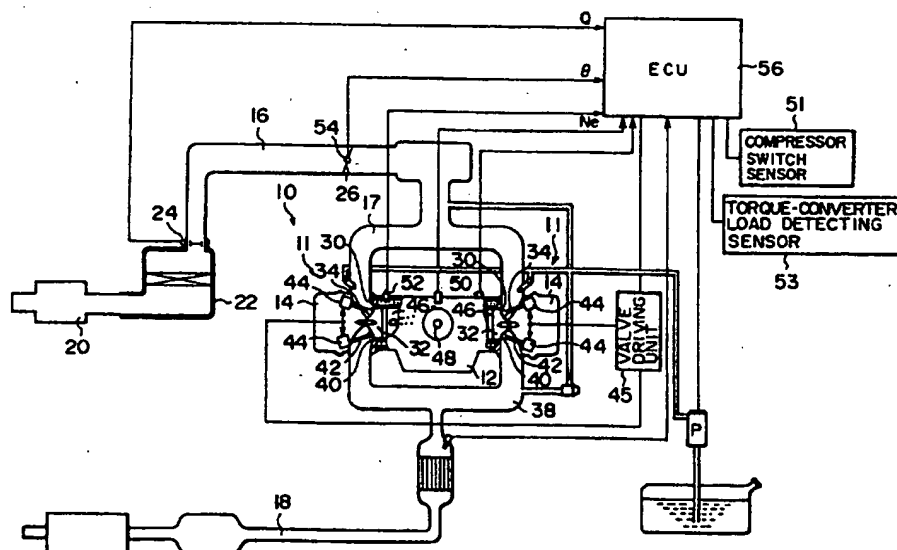 Q
ECU
56
θ
51
Ne
COMPRESSOR
SWITCH
SENSOR
16
54
26
10
17
24
30
TORQUE-CONVERTER
LOAD DETECTING
SENSOR
53
11
34
52
50
30
34
11
44
14
46
46
14
44
22
20
32
48
32
44
44
42
40
12
42
40
VALVE
DRIVING
UNIT
45
38
P
18